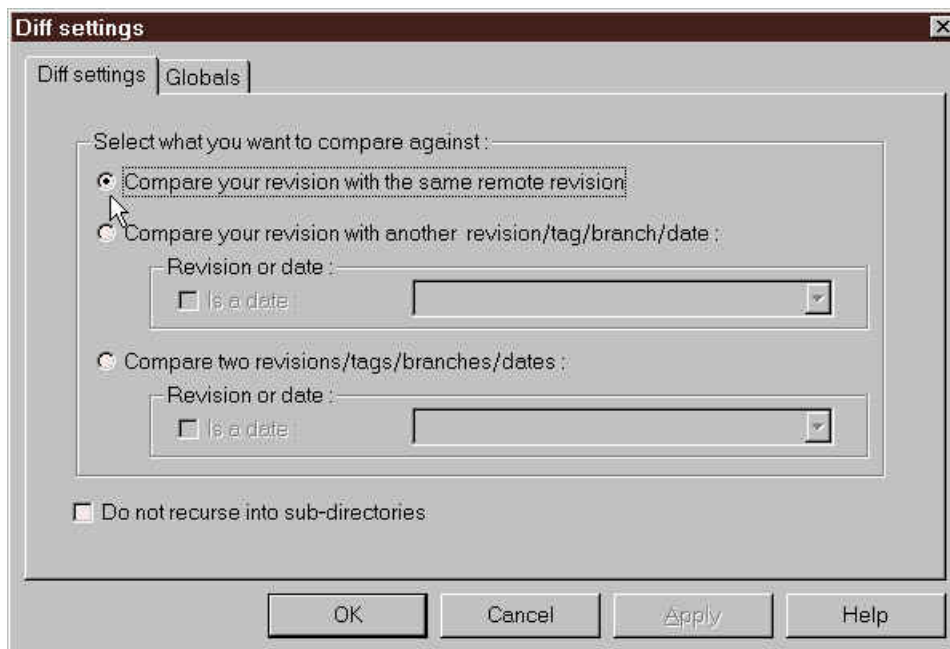 Diff settings
Diff settings Globals
Select what you want to compare against :
Compare your revision with the same remote revision
Compare your revision with another revision/tag/branch/date :
Revision or date :
Is a date :
Compare two revisions/tags/branches/dates :
Revision or date :
Is a date :
Do not recurse into sub-directories
OK Cancel Apply Help